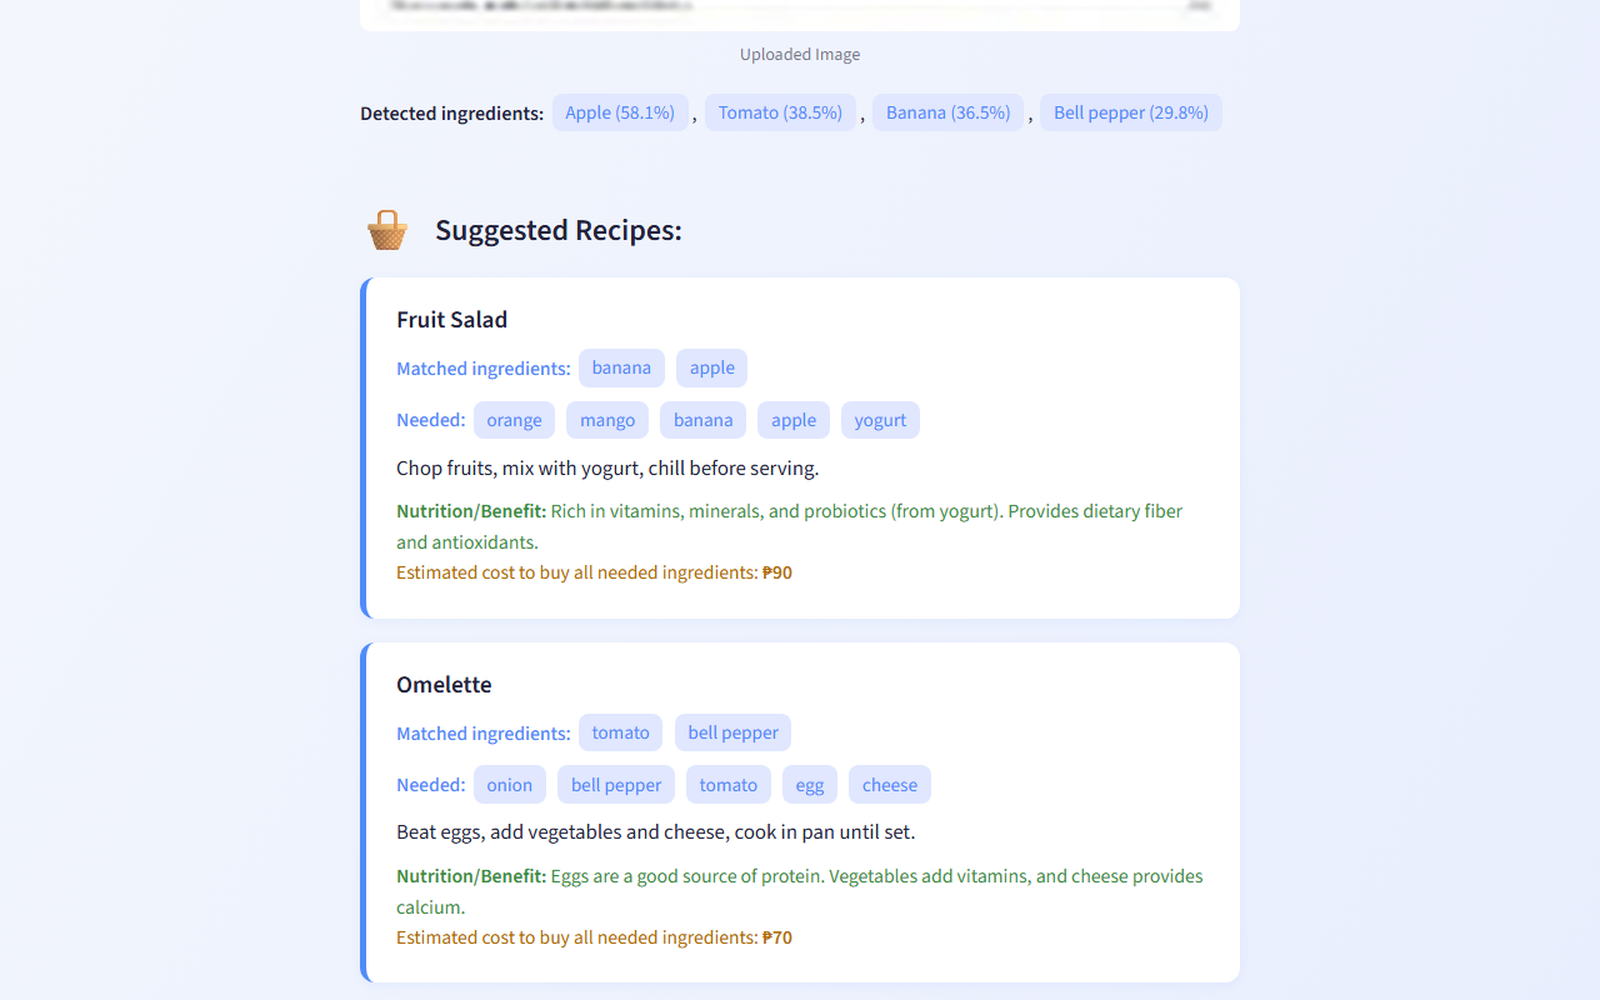 Uploaded Image
Detected ingredients: Apple (58.1%) , Tomato (38.5%) , Banana (36.5%) , Bell pepper (29.8%)
Suggested Recipes:
Fruit Salad
Matched ingredients: banana apple
Needed: orange mango banana apple yogurt
Chop fruits, mix with yogurt, chill before serving.
Nutrition/Benefit: Rich in vitamins, minerals, and probiotics (from yogurt). Provides dietary fiber
and antioxidants.
Estimated cost to buy all needed ingredients: ₱90
Omelette
Matched ingredients: tomato bell pepper
Needed: onion bell pepper tomato egg cheese
Beat eggs, add vegetables and cheese, cook in pan until set.
Nutrition/Benefit: Eggs are a good source of protein. Vegetables add vitamins, and cheese provides
calcium.
Estimated cost to buy all needed ingredients: ₱70